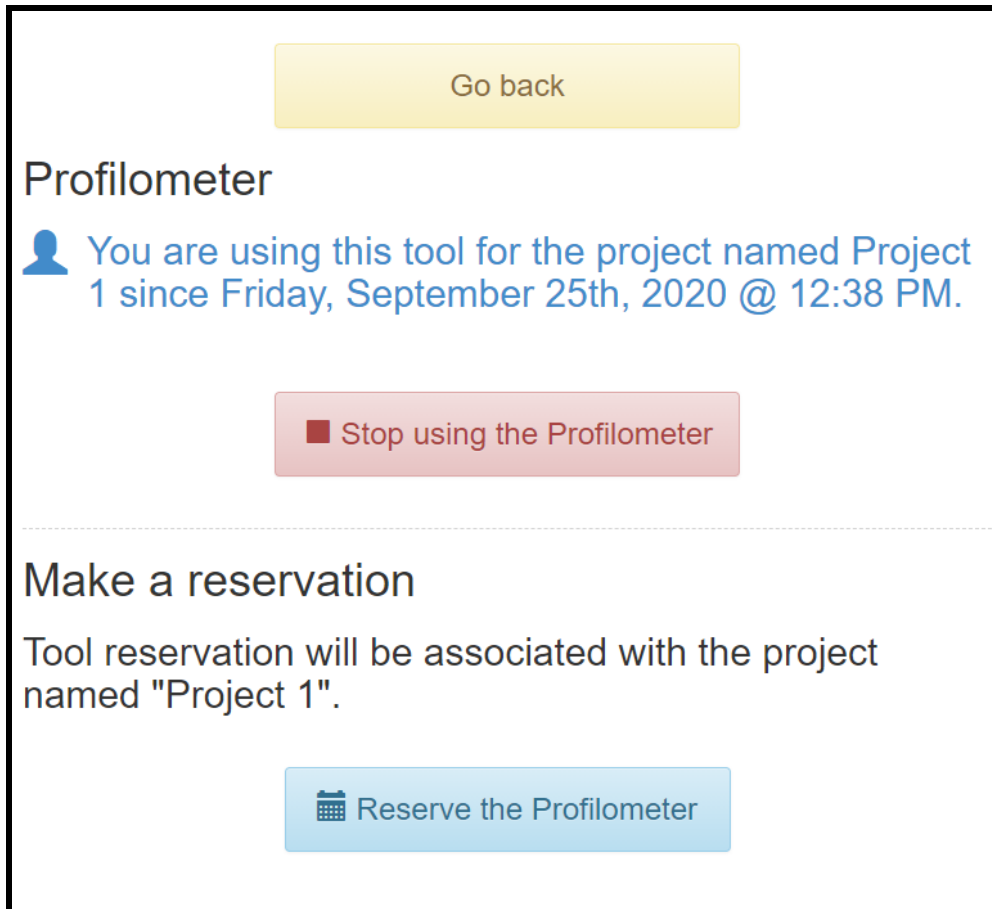 Go back
Profilometer
You are using this tool for the project named Project
1 since Friday, September 25th, 2020 @ 12:38 PM.
Stop using the Profilometer
Make a reservation
Tool reservation will be associated with the project
named "Project 1".
Reserve the Profilometer